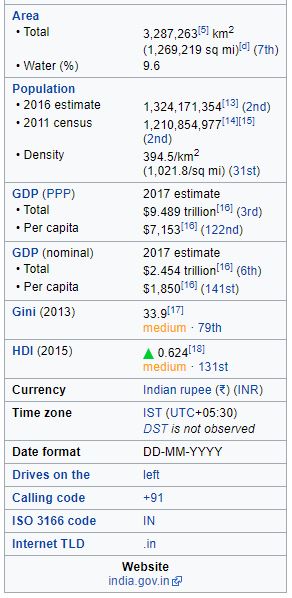 Area
• Total 3,287,263[5] km2
(1,269,219 sq mi)[d] (7th)
• Water (%) 9.6
Population
• 2016 estimate 1,324,171,354[13] (2nd)
• 2011 census 1,210,854,977[14][15]
(2nd)
• Density 394.5/km2
(1,021.8/sq mi) (31st)
GDP (PPP) 2017 estimate
• Total $9.489 trillion[16] (3rd)
• Per capita $7,153[16] (122nd)
GDP (nominal) 2017 estimate
• Total $2.454 trillion[16] (6th)
• Per capita $1,850[16] (141st)
Gini (2013) 33.9[17]
medium · 79th
HDI (2015) ▲ 0.624[18]
medium · 131st
Currency Indian rupee (₹) (INR)
Time zone IST (UTC+05:30)
DST is not observed
Date format DD-MM-YYYY
Drives on the left
Calling code +91
ISO 3166 code IN
Internet TLD .in
Website
india.gov.in